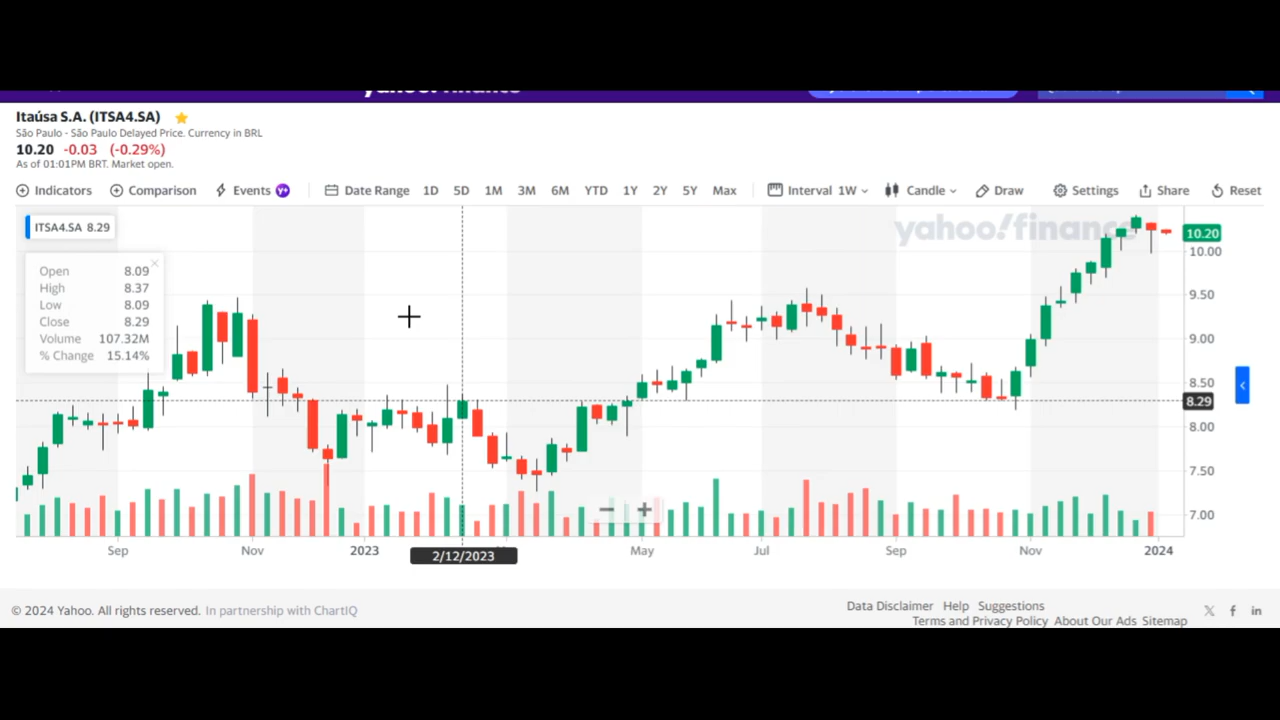 yahoo! finance
Itaúsa S.A. (ITSA4.SA)
São Paulo - São Paulo Delayed Price. Currency in BRL
10.20 -0.03 (-0.29%)
As of 01:01PM BRT. Market open.
Indicators Comparison Events Y+ Date Range 1D 5D 1M 3M 6M YTD 1Y 2Y 5Y Max Interval 1W Candle Draw Settings Share Reset
ITSA4.SA 8.29
yahoo!finance
10.20
10.00
Open 8.09
High 8.37
Low 8.09
Close 8.29
Volume 107.32M
% Change 15.14%
9.50
9.00
8.50
8.29
8.00
7.50
7.00
Sep Nov 2023 May Jul Sep Nov 2024
2/12/2023
© 2024 Yahoo. All rights reserved. In partnership with ChartIQ
Data Disclaimer Help Suggestions
Terms and Privacy Policy About Our Ads Sitemap